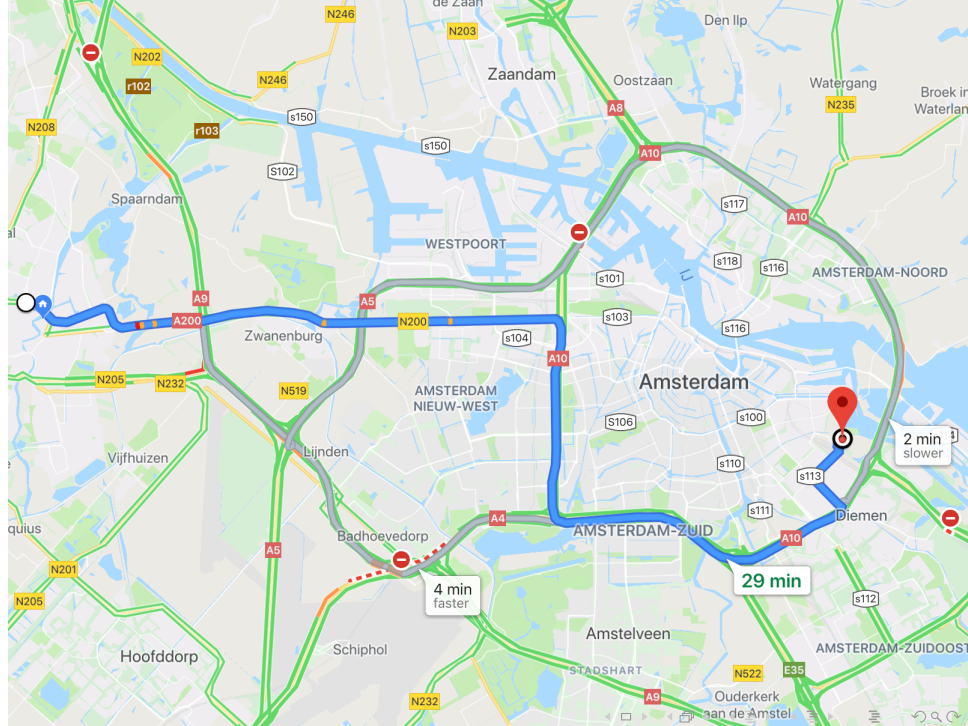 de Zaan
N246
Den Ilp
N203
N202
Zaandam
Oostzaan
Watergang
r102
N246
Broek in
Waterlan
N235
A8
s150
N208
r103
s150
A10
S102
Spaarndam
s117
A10
al
WESTPOORT
s118
s116
AMSTERDAM-NOORD
s101
A9
A5
A200
N200
s103
s116
Zwanenburg
s104
A10
N205
N232
N519
AMSTERDAM
NIEUW-WEST
Amsterdam
s100
S106
2 min
slower
Vijfhuizen
Lijnden
s110
s113
quius
A4
s111
Diemen
AMSTERDAM-ZUID
A10
Badhoevedorp
A5
N201
29 min
4 min
faster
N205
s112
Amstelveen
Schiphol
Hoofddorp
AMSTERDAM-ZUIDOOST
STADSHART
N522
E35
N232
A9
Ouderkerk
aan de Amstel